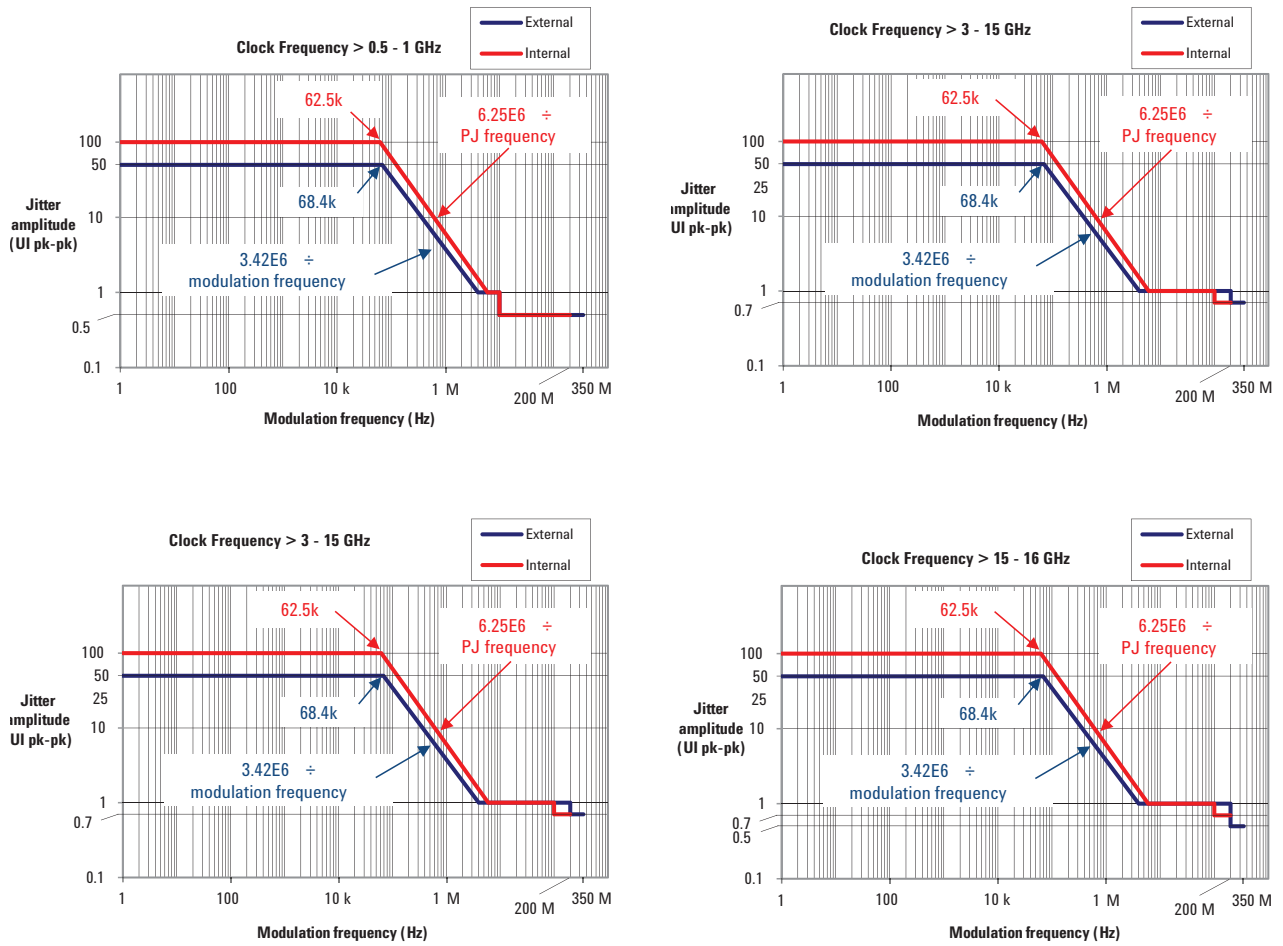 External
Internal
Clock Frequency > 0.5 - 1 GHz
62.5k
6.25E6 ÷
PJ frequency
100
50
68.4k
Jitter
amplitude
(UI pk-pk)
10
3.42E6 ÷
modulation frequency
1
0.5
0.1
1
100
10 k
1 M
200 M
350 M
Modulation frequency (Hz)
External
Internal
Clock Frequency > 3 - 15 GHz
62.5k
6.25E6 ÷
PJ frequency
100
50
25
68.4k
Jitter
amplitude
UI pk-pk)
10
3.42E6 ÷
modulation frequency
1
0.7
0.1
1
100
10 k
1 M
200 M
350 M
Modulation frequency (Hz)
External
Internal
Clock Frequency > 3 - 15 GHz
62.5k
6.25E6 ÷
PJ frequency
100
50
25
68.4k
Jitter
amplitude
UI pk-pk)
10
3.42E6 ÷
modulation frequency
1
0.7
0.1
1
100
10 k
1 M
200 M
350 M
Modulation frequency (Hz)
External
Internal
Clock Frequency > 15 - 16 GHz
62.5k
6.25E6 ÷
PJ frequency
100
50
25
68.4k
Jitter
amplitude
(UI pk-pk)
10
3.42E6 ÷
modulation frequency
1
0.7
0.5
0.1
1
100
10 k
1 M
200 M
350 M
Modulation frequency (Hz)